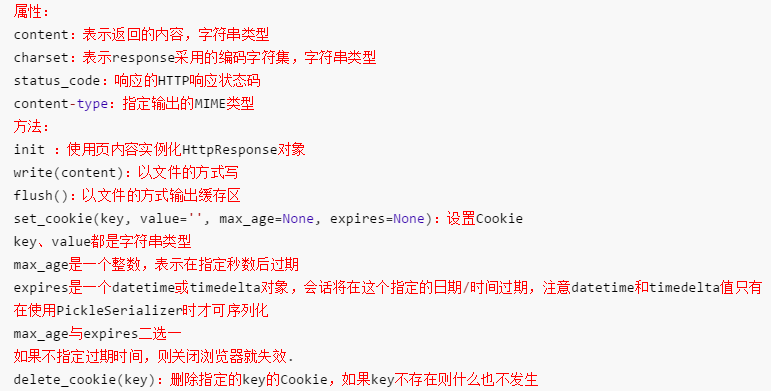 属性：
content：表示返回的内容，字符串类型
charset：表示response采用的编码字符集，字符串类型
status_code：响应的HTTP响应状态码
content-type：指定输出的MIME类型
方法：
init ：使用页内容实例化HttpResponse对象
write(content)：以文件的方式写
flush()：以文件的方式输出缓存区
set_cookie(key, value='', max_age=None, expires=None)：设置Cookie
key、value都是字符串类型
max_age是一个整数，表示在指定秒数后过期
expires是一个datetime或timedelta对象，会话将在这个指定的日期/时间过期，注意datetime和timedelta值只有
在使用PickleSerializer时才可序列化
max_age与expires二选一
如果不指定过期时间，则关闭浏览器就失效.
delete_cookie(key)：删除指定的key的Cookie，如果key不存在则什么也不发生